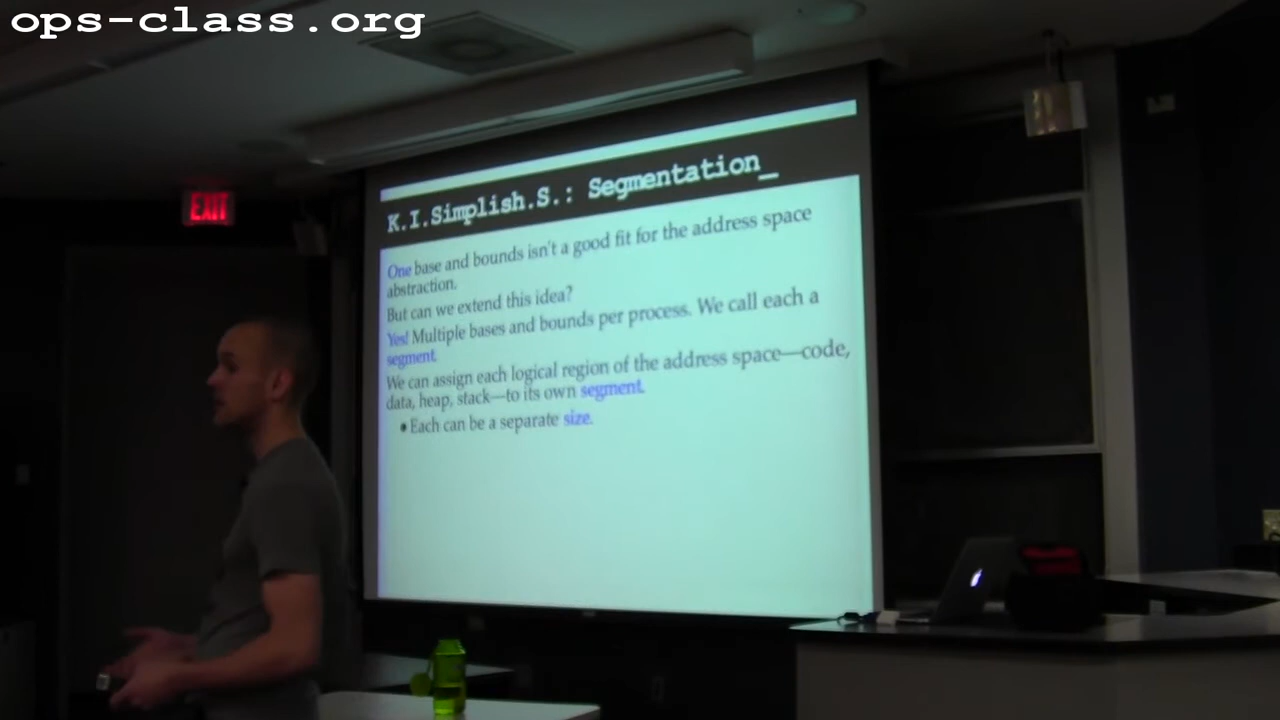 ops-class.org
EXIT
K.I.Simplish.S.: Segmentation_
One base and bounds isn't a good fit for the address space
abstraction.
But can we extend this idea?
Yes! Multiple bases and bounds per process. We call each a
segment.
We can assign each logical region of the address space—code,
data, heap, stack—to its own segment.
• Each can be a separate size.